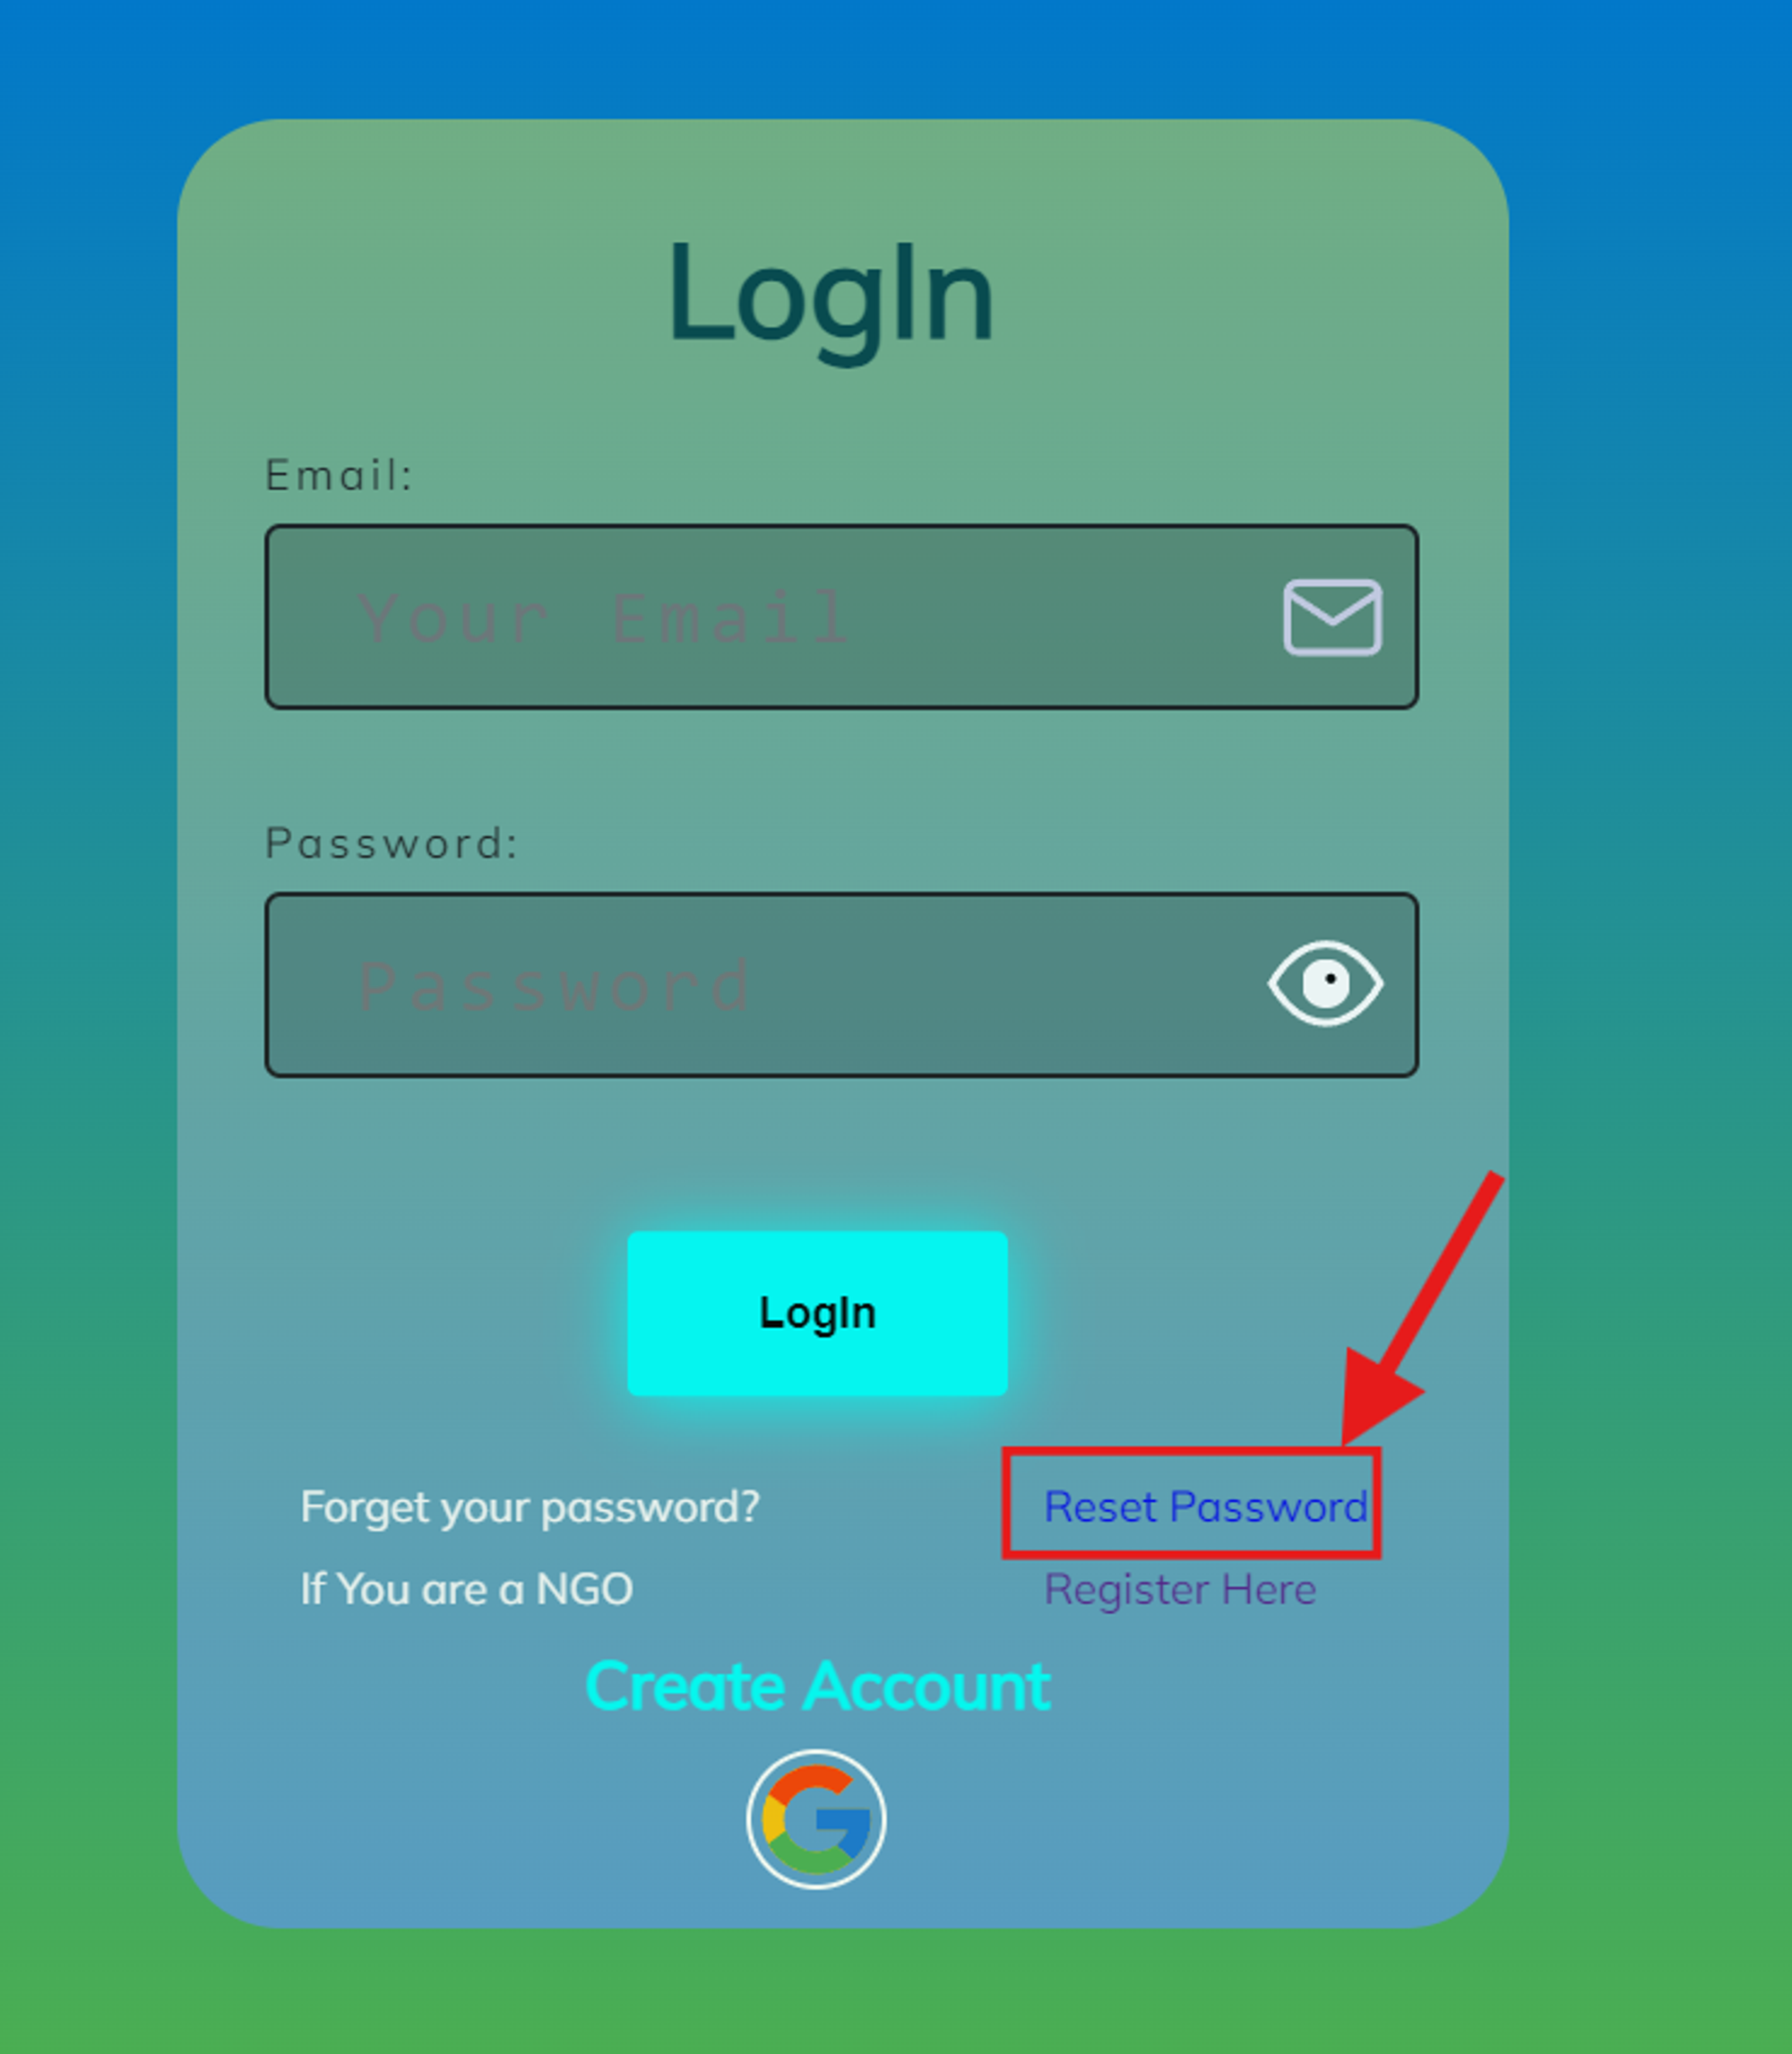 LogIn
Email:
Your Email
Password:
Password
LogIn
Forget your password? Reset Password
If You are a NGO Register Here
Create Account